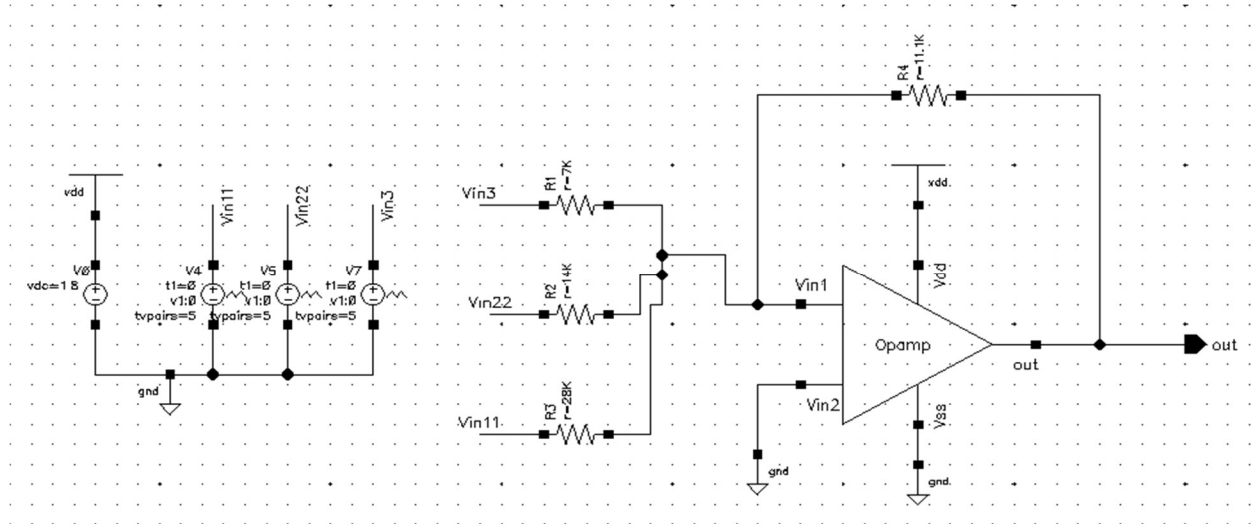 R4
r=11.1K
vdd
Vin11
Vin22
Vin3
V0
vdc=1.8
V4
t1=0
v1:0
tvpairs=5
V5
t1=0
v1:0
tvpairs=5
V7
t1=0
v1:0
tvpairs=5
gnd
Vin3
R1
r=7K
Vin22
R2
r=14K
Vin11
R3
r=28K
vdd
Vdd
Vin1
Opamp
Vin2
Vss
gnd
gnd
out
out